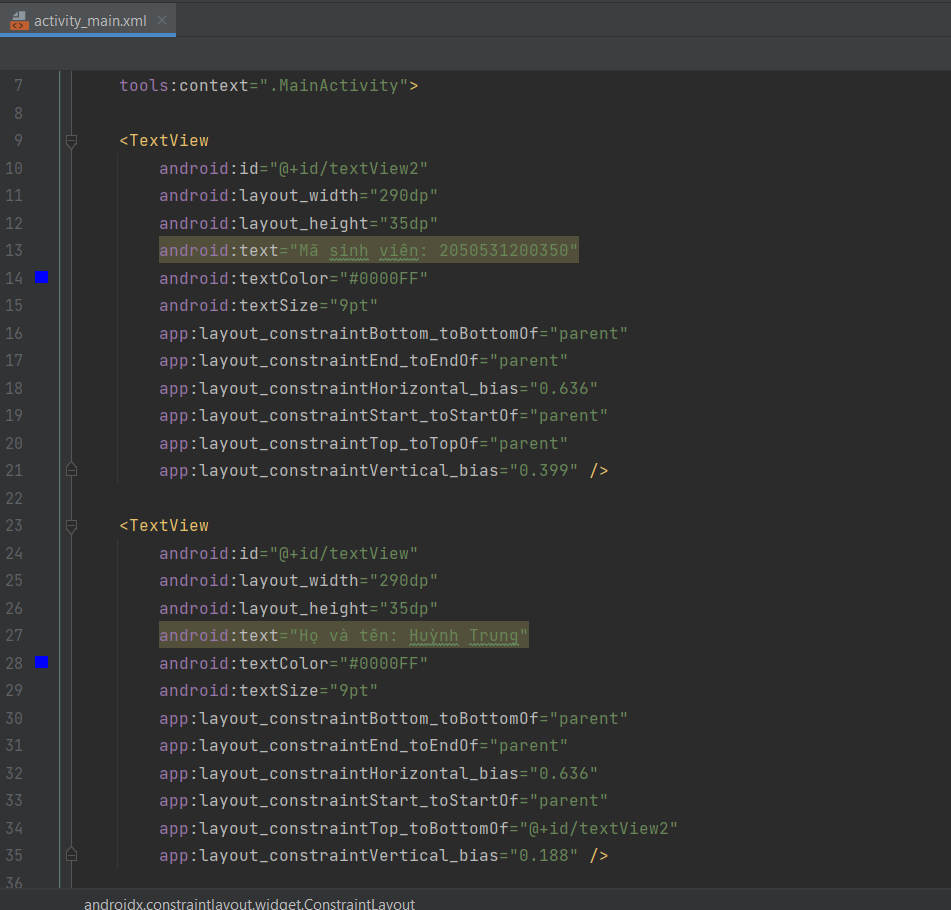 activity_main.xml
7 tools:context=".MainActivity">
8
9 <TextView
10 android:id="@+id/textView2"
11 android:layout_width="290dp"
12 android:layout_height="35dp"
13 android:text="Mã sinh viên: 2050531200350"
14 android:textColor="#0000FF"
15 android:textSize="9pt"
16 app:layout_constraintBottom_toBottomOf="parent"
17 app:layout_constraintEnd_toEndOf="parent"
18 app:layout_constraintHorizontal_bias="0.636"
19 app:layout_constraintStart_toStartOf="parent"
20 app:layout_constraintTop_toTopOf="parent"
21 app:layout_constraintVertical_bias="0.399" />
22
23 <TextView
24 android:id="@+id/textView"
25 android:layout_width="290dp"
26 android:layout_height="35dp"
27 android:text="Họ và tên: Huỳnh Trung"
28 android:textColor="#0000FF"
29 android:textSize="9pt"
30 app:layout_constraintBottom_toBottomOf="parent"
31 app:layout_constraintEnd_toEndOf="parent"
32 app:layout_constraintHorizontal_bias="0.636"
33 app:layout_constraintStart_toStartOf="parent"
34 app:layout_constraintTop_toBottomOf="@+id/textView2"
35 app:layout_constraintVertical_bias="0.188" />
36
androidx.constraintlayout.widget.ConstraintLayout